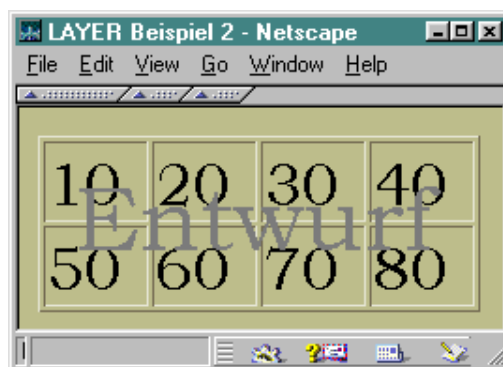 LAYER Beispiel 2 - Netscape
File Edit View Go Window Help
10 20 30 40
Entwurf
50 60 70 80